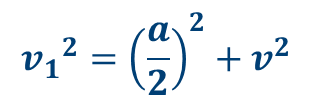 v₁² = (a/2)² + v²